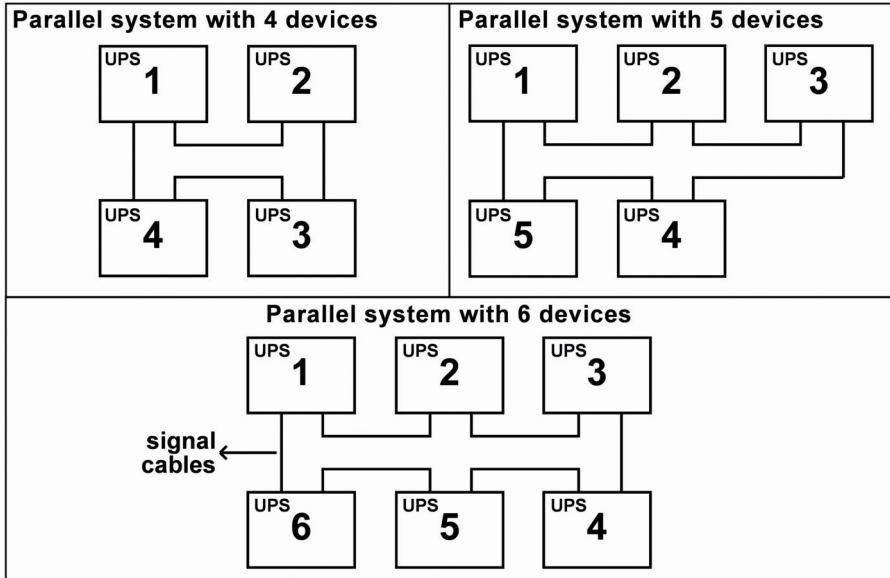 Parallel system with 4 devices
UPS 1
UPS 2
UPS 4
UPS 3
Parallel system with 5 devices
UPS 1
UPS 2
UPS 3
UPS 5
UPS 4
Parallel system with 6 devices
UPS 1
UPS 2
UPS 3
signal
cables
UPS 6
UPS 5
UPS 4